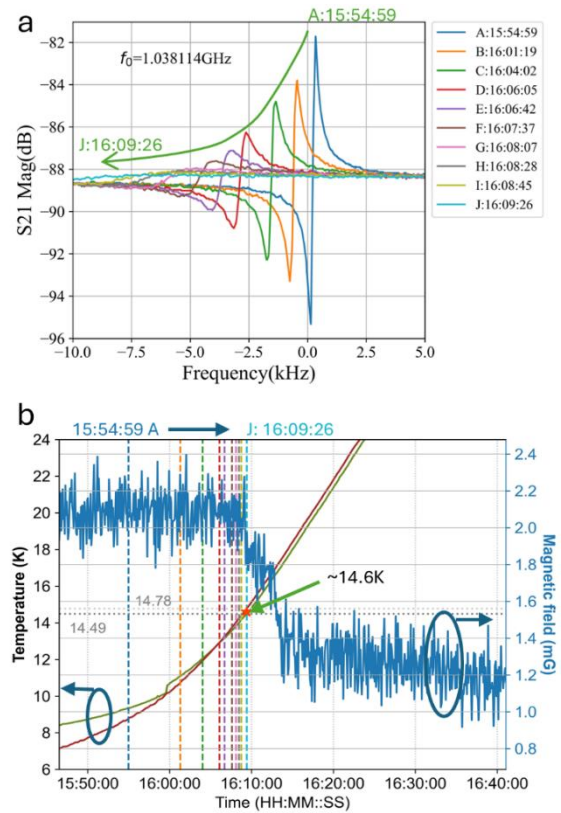 a
A:15:54:59
f0=1.038114GHz
J:16:09:26
S21 Mag(dB)
−82
−84
−86
−88
−90
−92
−94
−96
−10.0 −7.5 −5.0 −2.5 0.0 2.5 5.0
Frequency(kHz)
A:15:54:59
B:16:01:19
C:16:04:02
D:16:06:05
E:16:06:42
F:16:07:37
G:16:08:07
H:16:08:28
I:16:08:45
J:16:09:26
b
15:54:59 A
J: 16:09:26
Temperature (K)
24
22
20
18
16
14
12
10
8
6
14.78
14.49
~14.6K
2.4
2.2
2.0
1.8
1.6
1.4
1.2
1.0
0.8
Magnetic field (mG)
15:50:00 16:00:00 16:10:00 16:20:00 16:30:00 16:40:00
Time (HH:MM::SS)